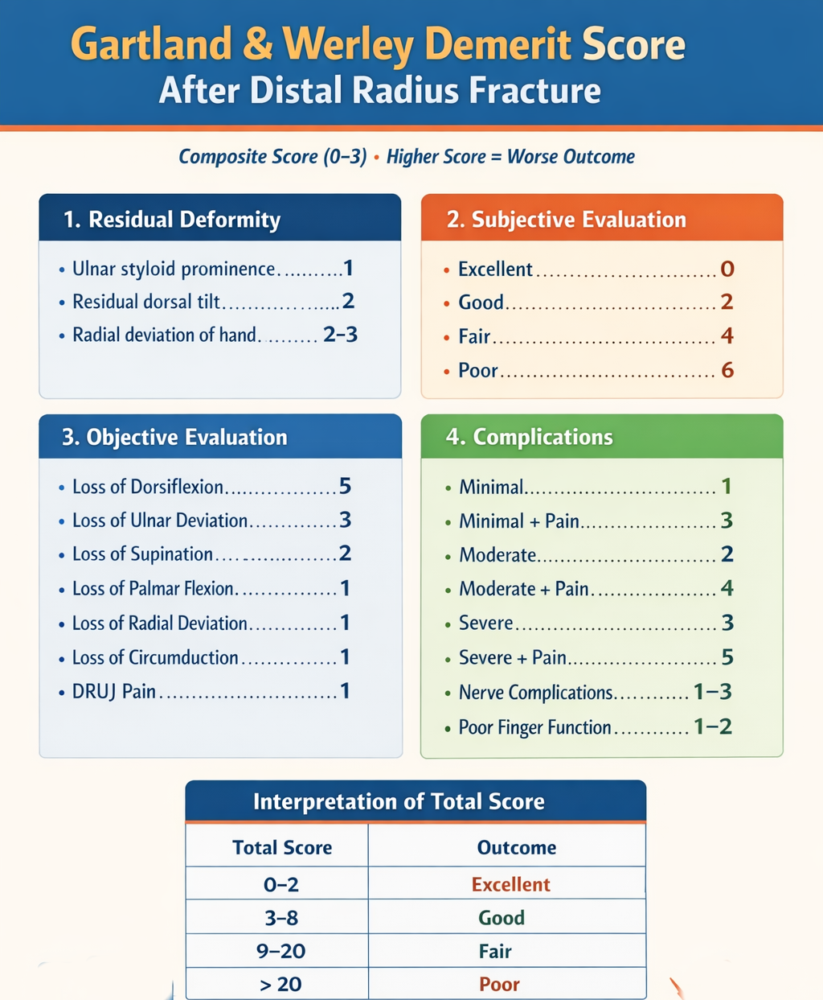 Gartland & Werley Demerit Score
After Distal Radius Fracture
Composite Score (0–3) • Higher Score = Worse Outcome
1. Residual Deformity
• Ulnar styloid prominence..........1
• Residual dorsal tilt..................2
• Radial deviation of hand.......... 2–3
2. Subjective Evaluation
• Excellent..............................0
• Good...................................2
• Fair.....................................4
• Poor....................................6
3. Objective Evaluation
• Loss of Dorsiflexion..................5
• Loss of Ulnar Deviation..............3
• Loss of Supination....................2
• Loss of Palmar Flexion................1
• Loss of Radial Deviation..............1
• Loss of Circumduction................1
• DRUJ Pain..............................1
4. Complications
• Minimal................................1
• Minimal + Pain........................3
• Moderate..............................2
• Moderate + Pain......................4
• Severe..................................3
• Severe + Pain..........................5
• Nerve Complications............ 1–3
• Poor Finger Function............ 1–2
Interpretation of Total Score
Total Score Outcome
0–2 Excellent
3–8 Good
9–20 Fair
> 20 Poor